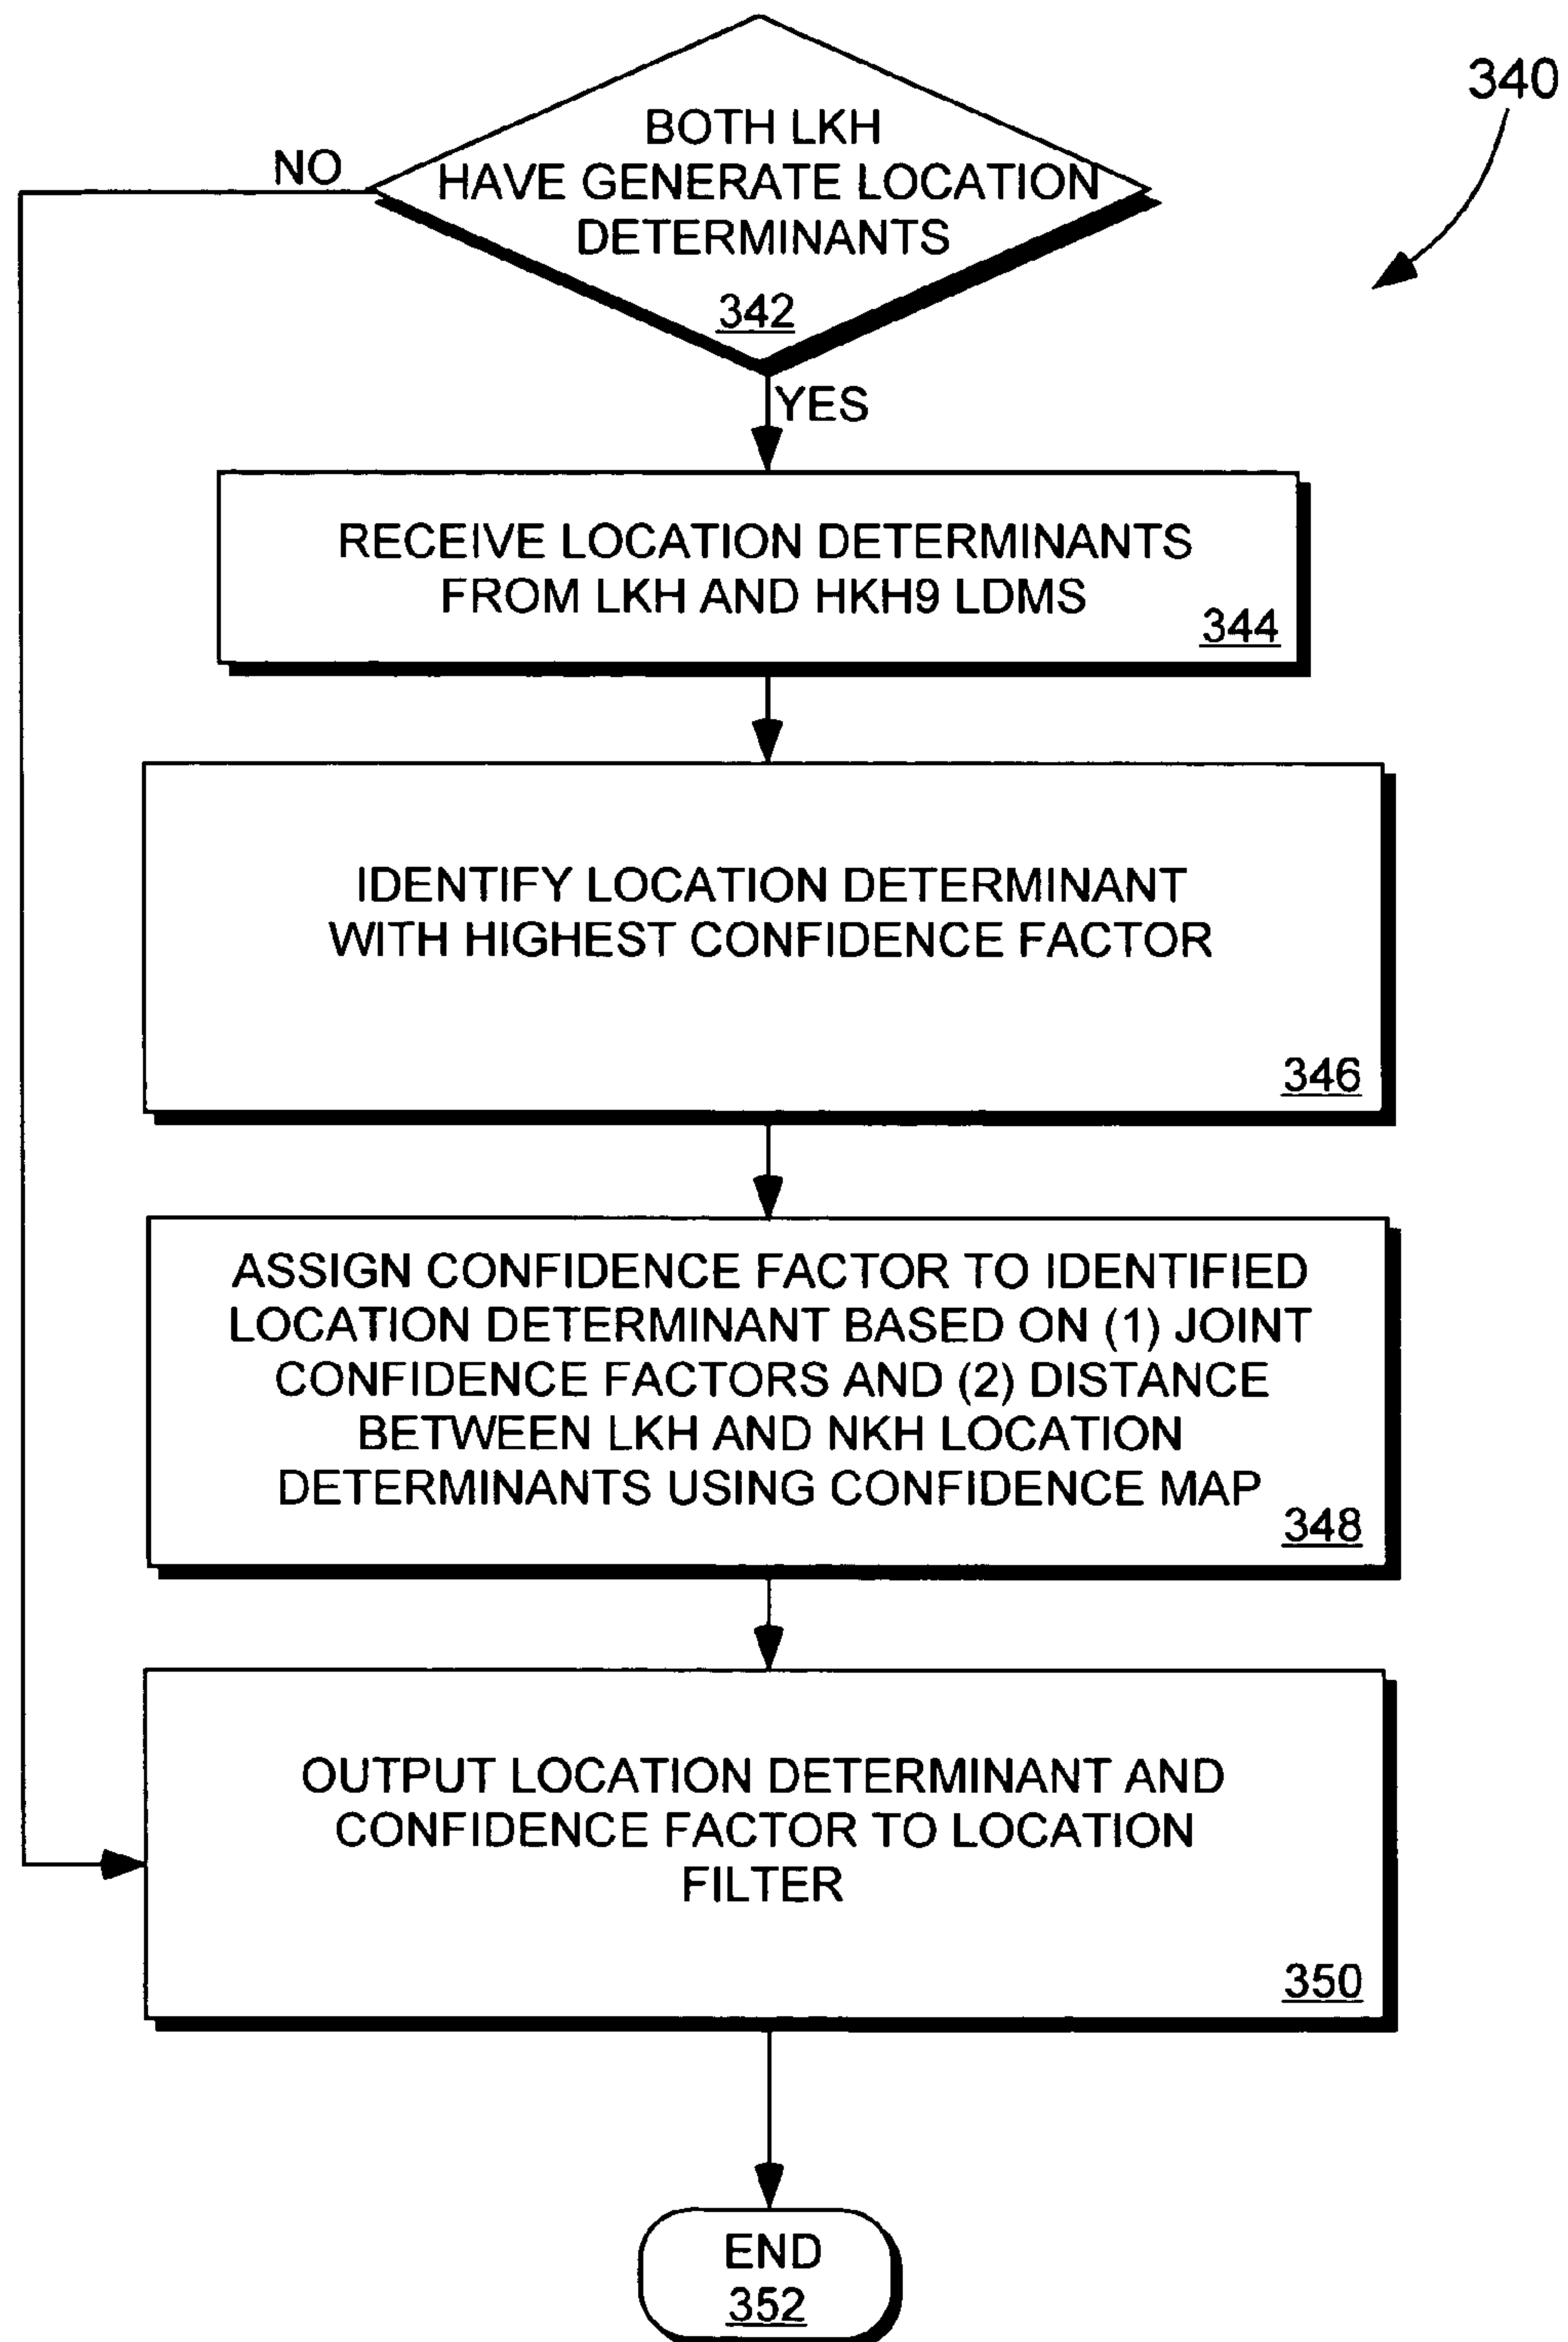 340
BOTH LKH
HAVE GENERATE LOCATION
DETERMINANTS
342
NO
YES
RECEIVE LOCATION DETERMINANTS
FROM LKH AND HKH9 LDMS
344
IDENTIFY LOCATION DETERMINANT
WITH HIGHEST CONFIDENCE FACTOR
346
ASSIGN CONFIDENCE FACTOR TO IDENTIFIED
LOCATION DETERMINANT BASED ON (1) JOINT
CONFIDENCE FACTORS AND (2) DISTANCE
BETWEEN LKH AND NKH LOCATION
DETERMINANTS USING CONFIDENCE MAP
348
OUTPUT LOCATION DETERMINANT AND
CONFIDENCE FACTOR TO LOCATION
FILTER
350
END
352